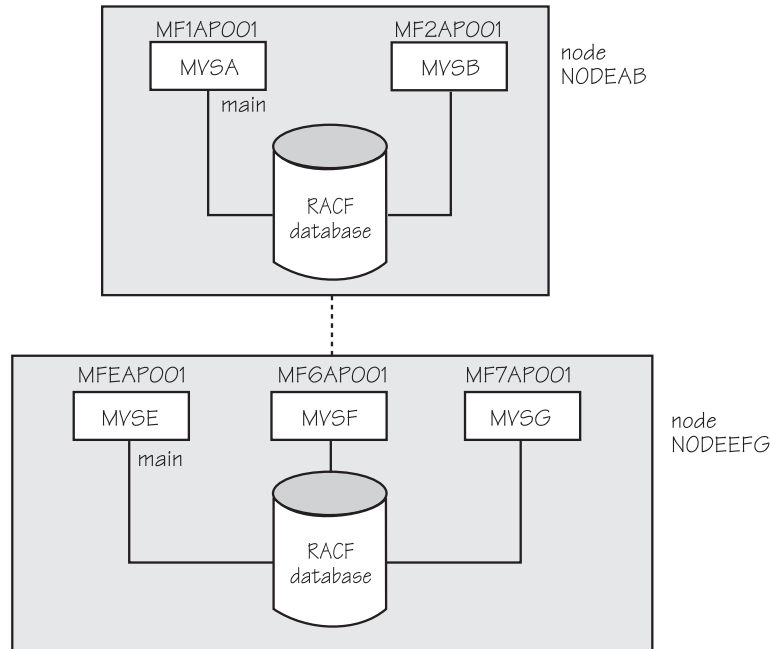 MF1AP001
MF2AP001
MVSA
MVSB
node
NODEAB
main
RACF
database
MFEAP001
MF6AP001
MF7AP001
MVSE
MVSF
MVSG
node
NODEEFG
main
RACF
database